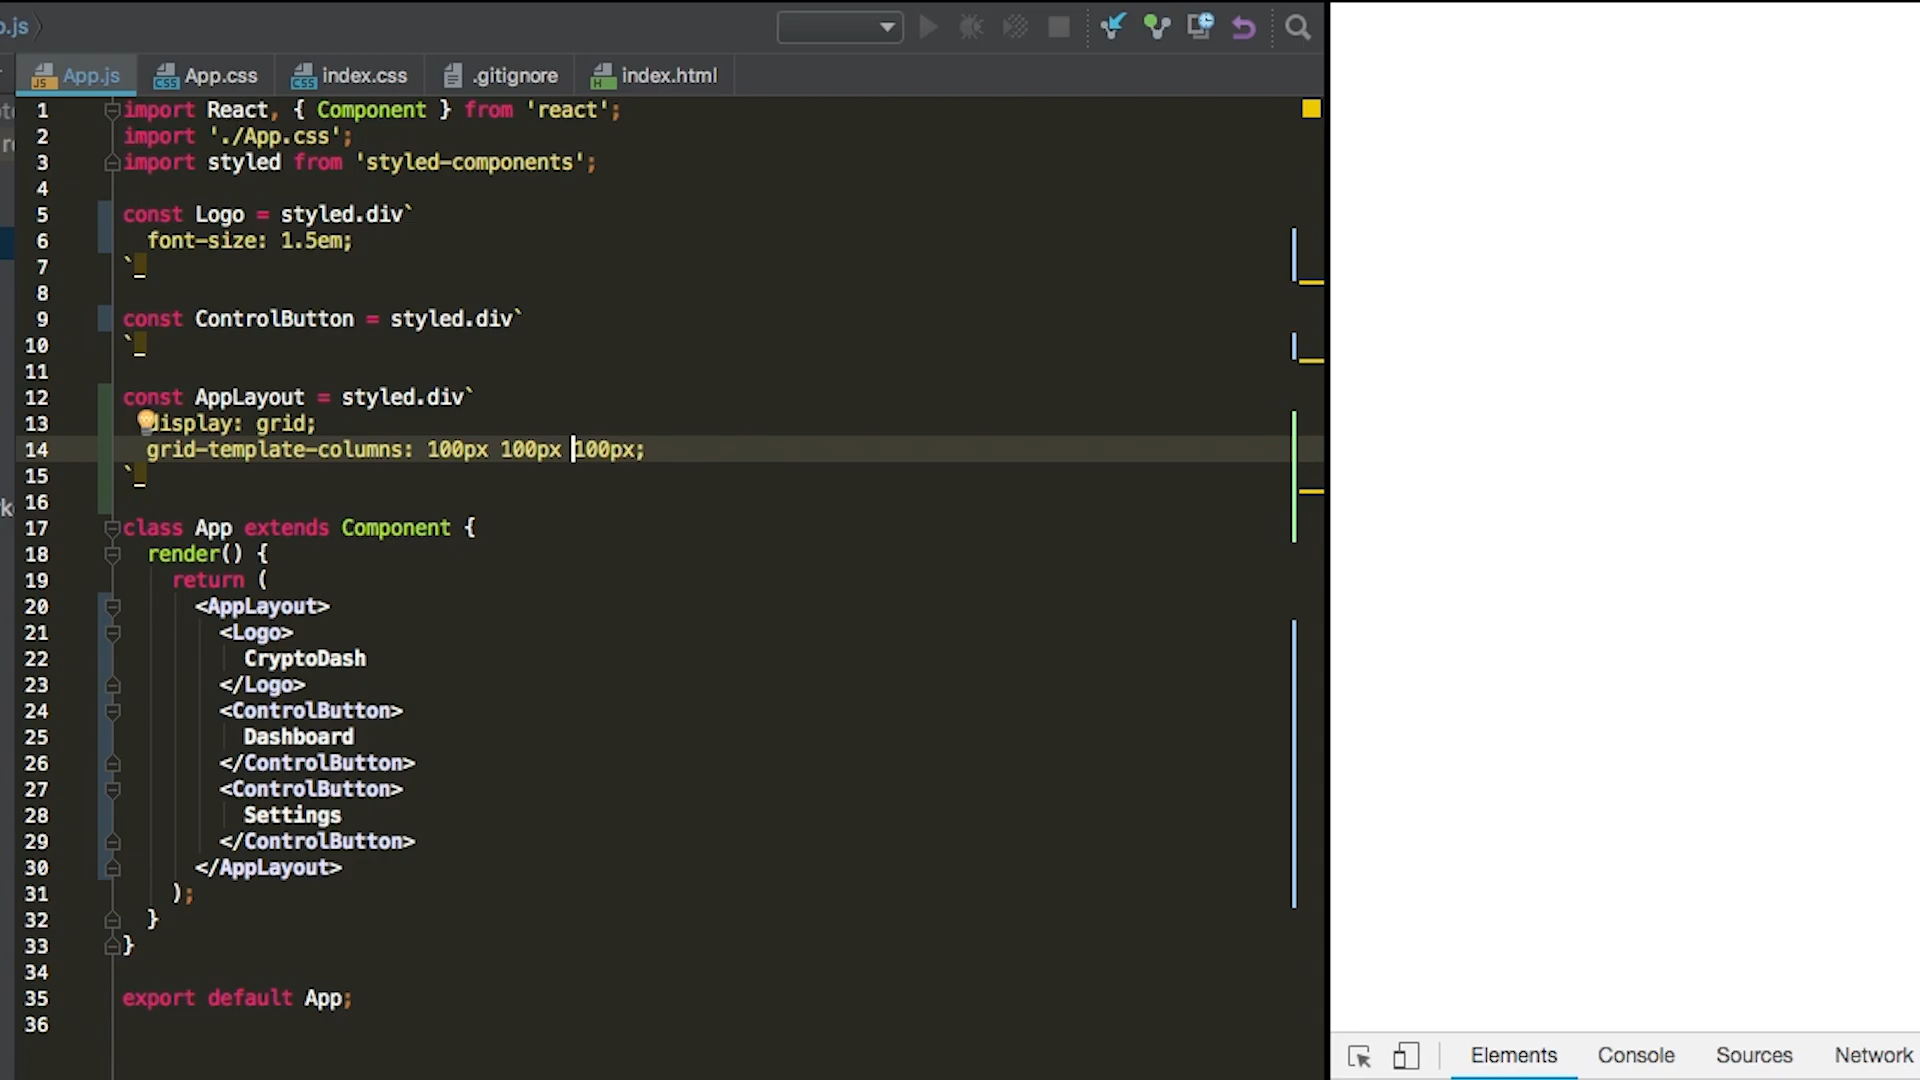 .js
App.js App.css index.css .gitignore index.html
1 import React, { Component } from 'react';
2 import './App.css';
3 import styled from 'styled-components';
4
5 const Logo = styled.div`
6 font-size: 1.5em;
7 `
8
9 const ControlButton = styled.div`
10 `
11
12 const AppLayout = styled.div`
13 display: grid;
14 grid-template-columns: 100px 100px 100px;
15 `
16
17 class App extends Component {
18 render() {
19 return (
20 <AppLayout>
21 <Logo>
22 CryptoDash
23 </Logo>
24 <ControlButton>
25 Dashboard
26 </ControlButton>
27 <ControlButton>
28 Settings
29 </ControlButton>
30 </AppLayout>
31 );
32 }
33 }
34
35 export default App;
36
Elements Console Sources Network